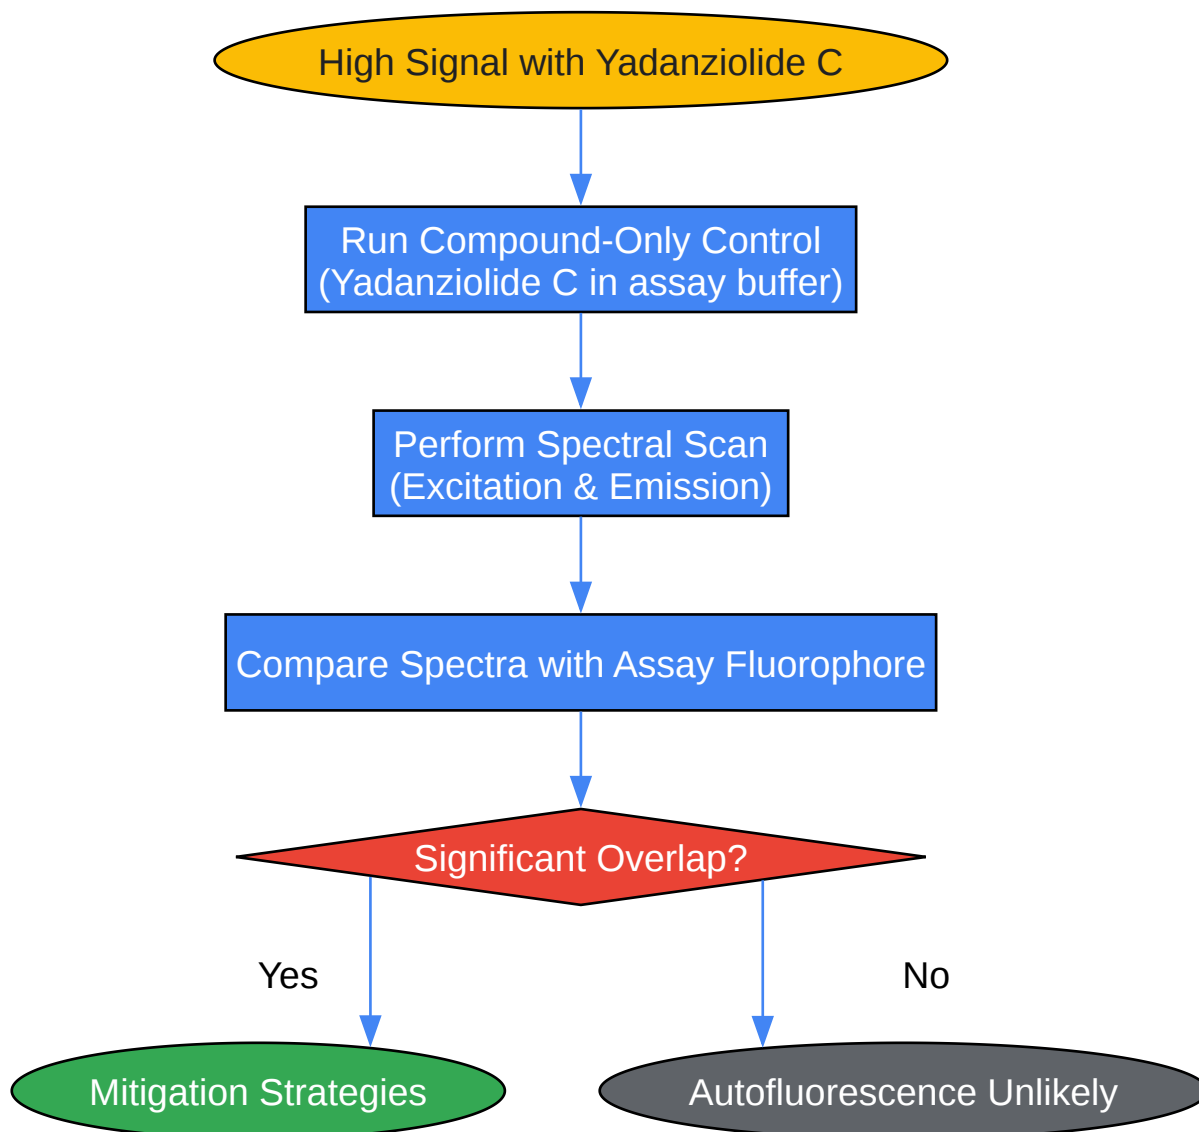 High Signal with Yadanziolide C
Run Compound-Only Control
(Yadanziolide C in assay buffer)
Perform Spectral Scan
(Excitation & Emission)
Compare Spectra with Assay Fluorophore
Significant Overlap?
Yes
No
Mitigation Strategies
Autofluorescence Unlikely